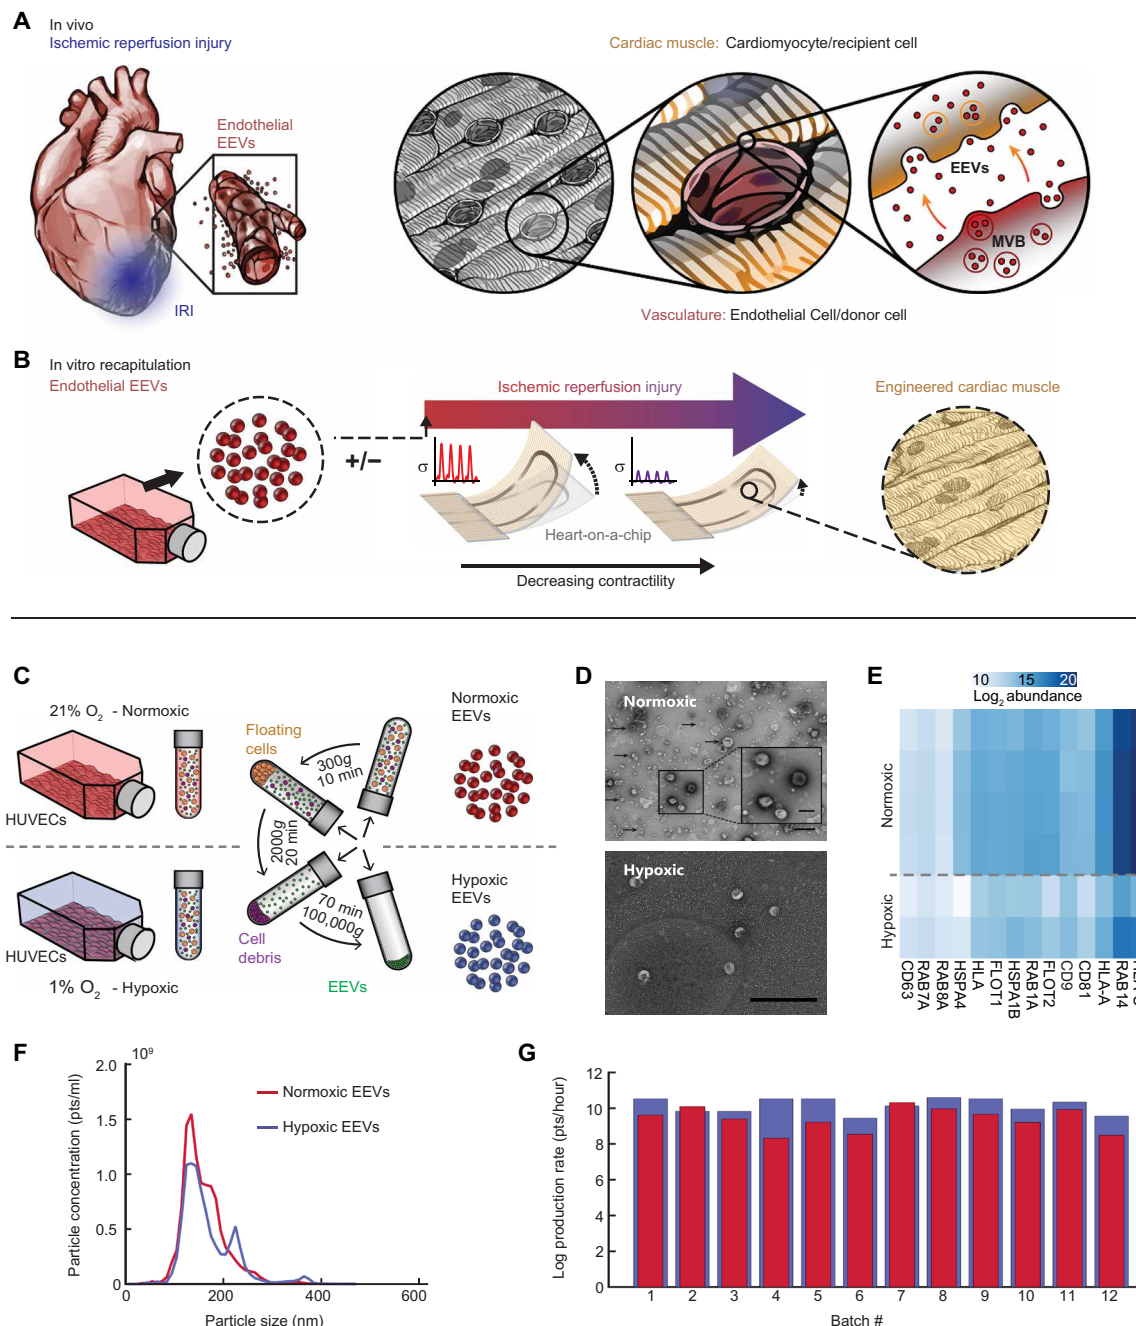 A
In vivo
Ischemic reperfusion injury
Endothelial
EEVs
IRI
Cardiac muscle: Cardiomyocyte/recipient cell
EEVs
MVB
Vasculature: Endothelial Cell/donor cell
B
In vitro recapitulation
Endothelial EEVs
+/−
Ischemic reperfusion injury
σ
σ
Heart-on-a-chip
Decreasing contractility
Engineered cardiac muscle
C
21% O2 - Normoxic
HUVECs
HUVECs
1% O2 - Hypoxic
Floating
cells
300g
10 min
2000g
20 min
70 min
100,000g
Cell
debris
EEVs
Normoxic
EEVs
Hypoxic
EEVs
D
Normoxic
Hypoxic
E
10 15 20
Log2 abundance
Normoxic
Hypoxic
CD63
RAB7A
RAB8A
HSPA4
HLA
FLOT1
HSPA1B
RAB1A
FLOT2
CD9
CD81
HLA-A
RAB14
F
10⁹
2.0
1.5
1.0
0.5
0
Particle concentration (pts/ml)
Normoxic EEVs
Hypoxic EEVs
0 200 400 600
Particle size (nm)
G
12
10
8
6
4
2
0
Log production rate (pts/hour)
1 2 3 4 5 6 7 8 9 10 11 12
Batch #